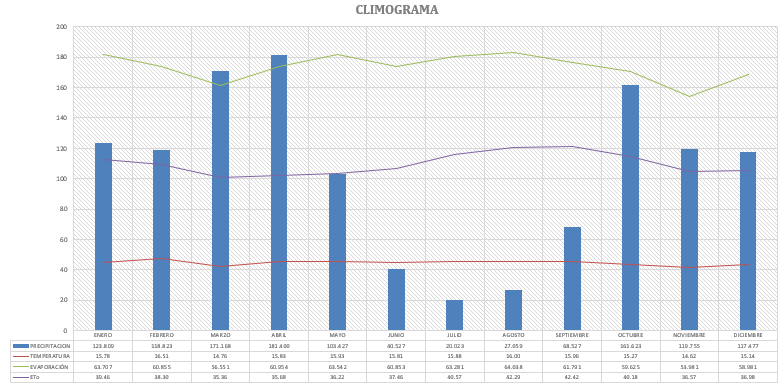 CLIMOGRAMA
200
180
160
140
120
100
80
60
40
20
0
ENERO FEBRERO MARZO ABRIL MAYO JUNIO JULIO AGOSTO SEPTIEMBRE OCTUBRE NOVIEMBRE DICIEMBRE
PRECIPITACION 123.809 118.823 171.168 181.400 103.427 40.527 20.023 27.059 68.527 161.623 119.755 117.477
TEMPERATURA 15.78 16.51 14.76 15.83 15.93 15.81 15.88 16.00 15.96 15.27 14.62 15.14
EVAPORACIÓN 63.707 60.855 56.551 60.954 63.542 60.853 63.281 64.038 61.791 59.625 53.981 58.981
ETo 39.46 38.30 35.36 35.68 36.22 37.46 40.57 42.29 42.42 40.18 36.57 36.98